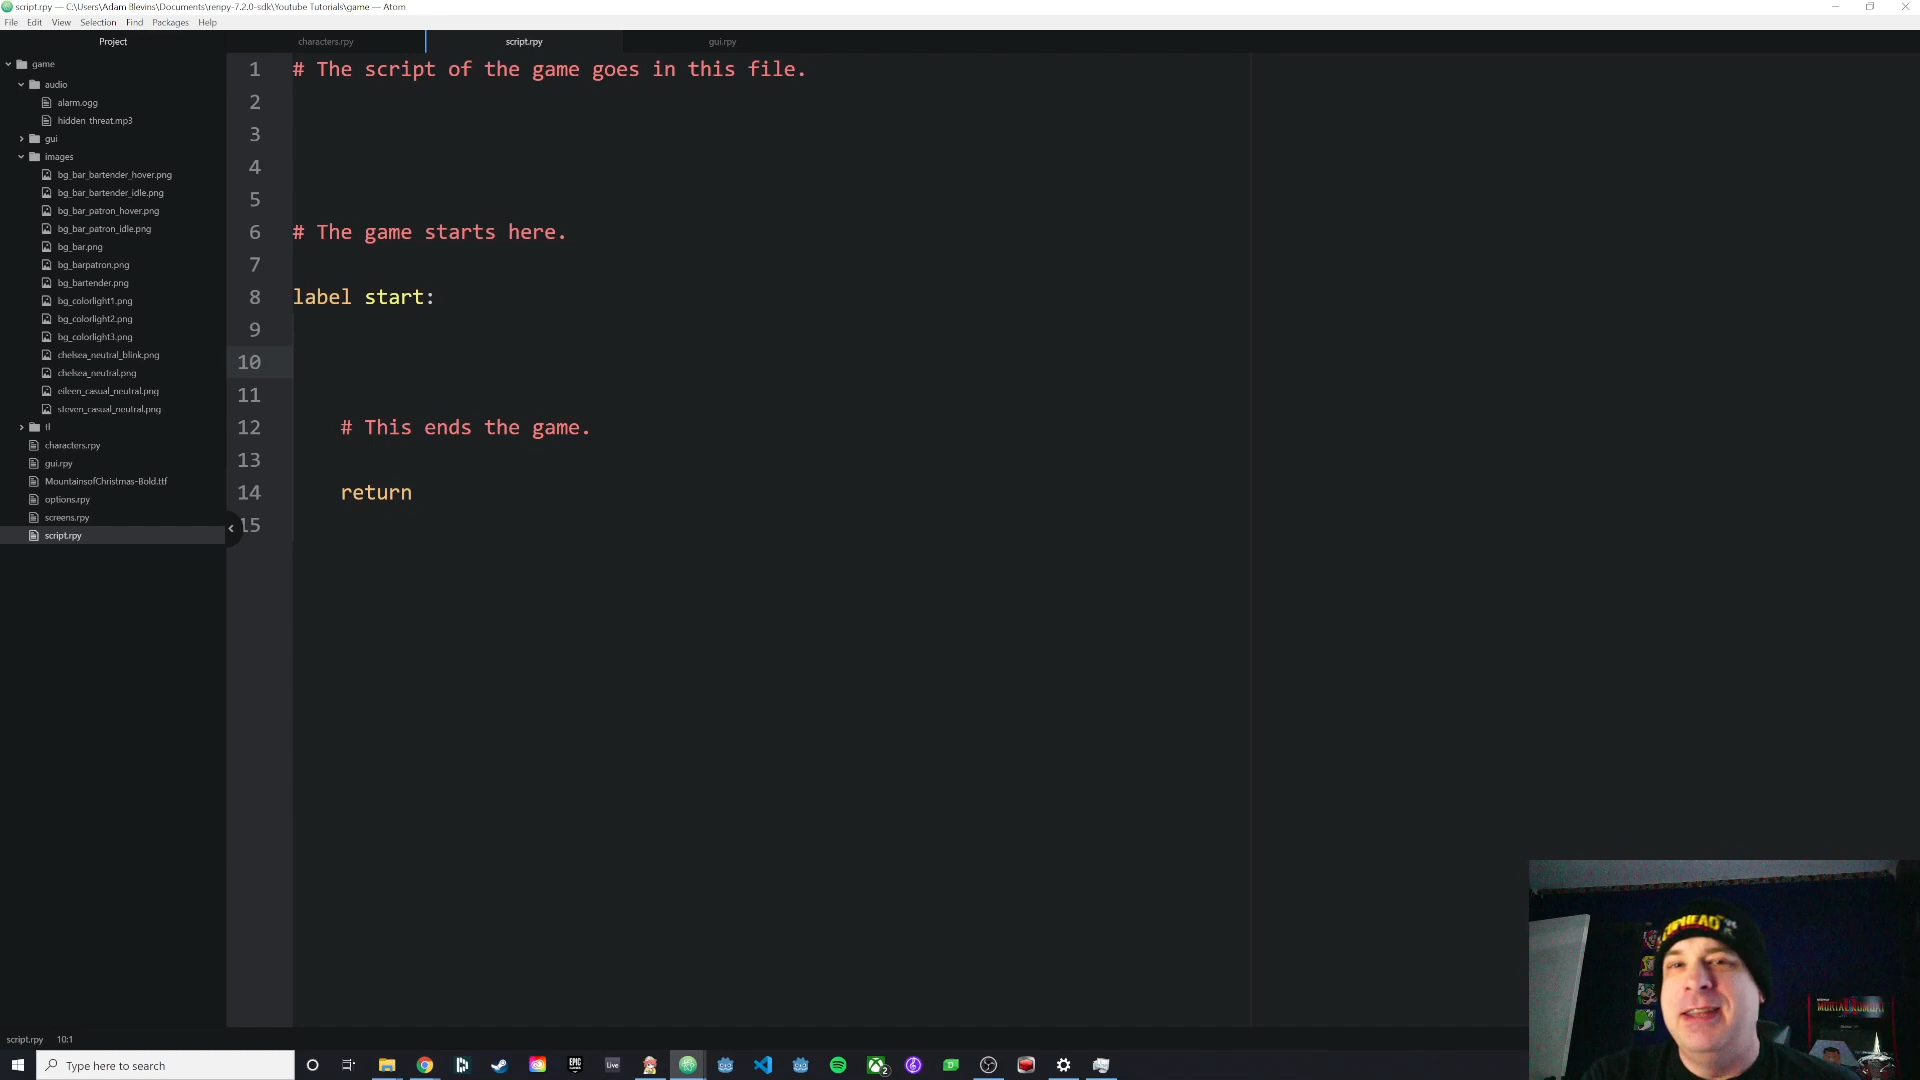 script.rpy — C:\Users\Adam Blevins\Documents\renpy-7.2.0-sdk\Youtube Tutorials\game — Atom
File Edit View Selection Find Packages Help
Project
characters.rpy
script.rpy
gui.rpy
game
audio
alarm.ogg
hidden_threat.mp3
gui
images
bg_bar_bartender_hover.png
bg_bar_bartender_idle.png
bg_bar_patron_hover.png
bg_bar_patron_idle.png
bg_bar.png
bg_barpatron.png
bg_bartender.png
bg_colorlight1.png
bg_colorlight2.png
bg_colorlight3.png
chelsea_neutral_blink.png
chelsea_neutral.png
eileen_casual_neutral.png
steven_casual_neutral.png
tl
characters.rpy
gui.rpy
MountainsofChristmas-Bold.ttf
options.rpy
screens.rpy
script.rpy
1 # The script of the game goes in this file.
2
3
4
5
6 # The game starts here.
7
8 label start:
9
10
11
12 # This ends the game.
13
14 return
15
MORTAL KOMBAT
script.rpy 10:1
Type here to search
EPIC
Live
2